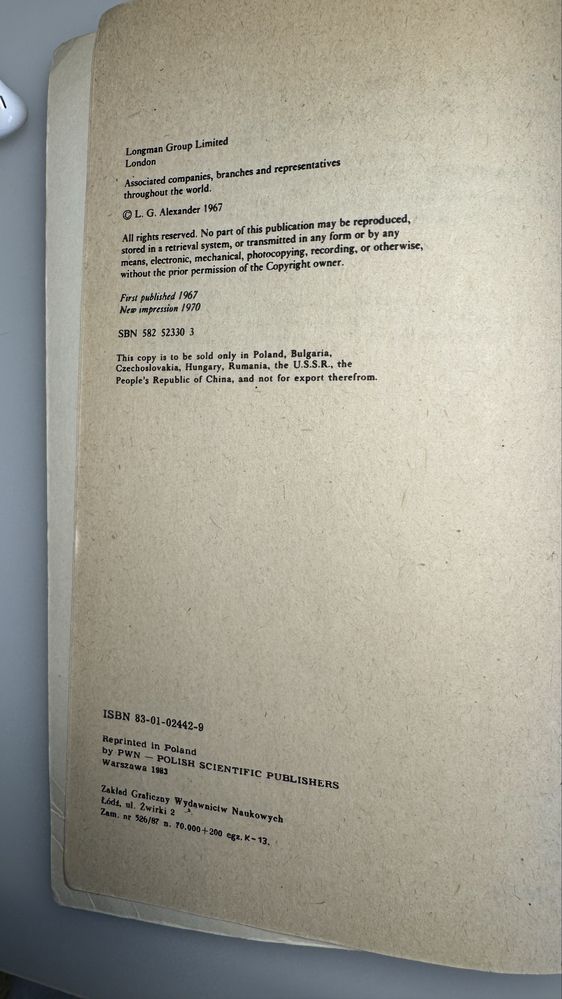 Longman Group Limited
London
Associated companies, branches and representatives
throughout the world.
© L. G. Alexander 1967
All rights reserved. No part of this publication may be reproduced,
stored in a retrieval system, or transmitted in any form or by any
means, electronic, mechanical, photocopying, recording, or otherwise,
without the prior permission of the Copyright owner.
First published 1967
New impression 1970
SBN 582 52330 3
This copy is to be sold only in Poland, Bulgaria,
Czechoslovakia, Hungary, Rumania, the U.S.S.R., the
People's Republic of China, and not for export therefrom.
ISBN 83-01-02442-9
Reprinted in Poland
by PWN — POLISH SCIENTIFIC PUBLISHERS
Warszawa 1983
Zakład Graficzny Wydawnictw Naukowych
Łódź, ul. Żwirki 2
Zam. nr 526/87 n. 70.000+200 egz. K-13.